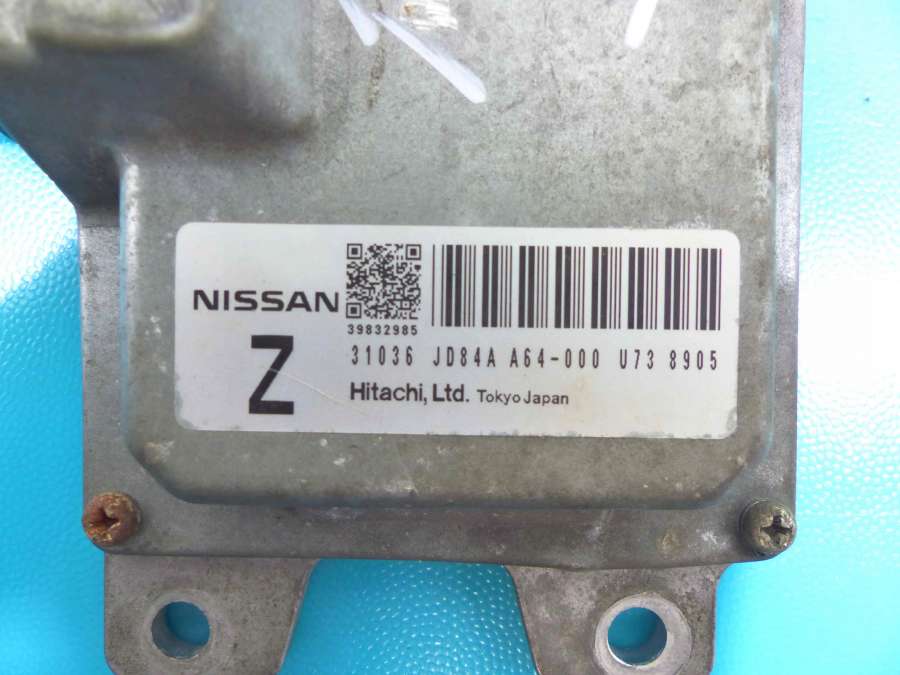 NISSAN
39832985
Z
31036 JD84A A64-000 U73 8905
Hitachi, Ltd. Tokyo Japan